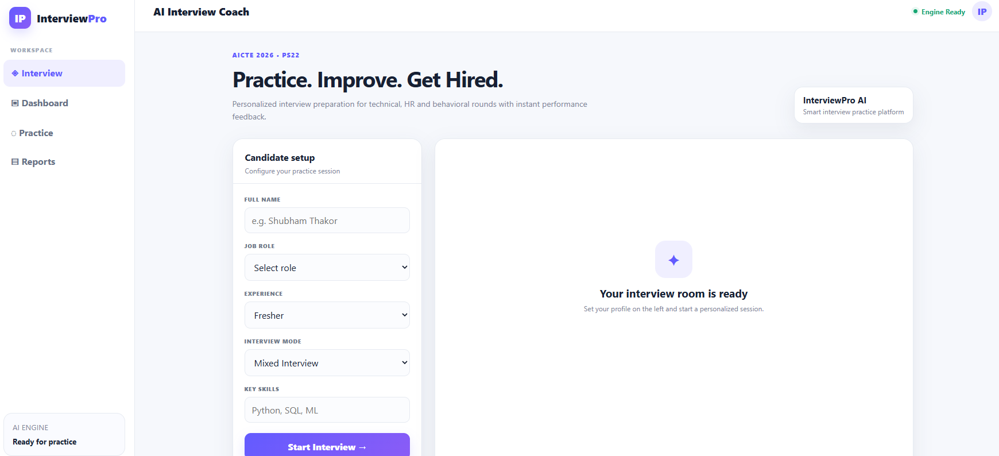 IP InterviewPro
WORKSPACE
Interview
Dashboard
Practice
Reports
AI ENGINE
Ready for practice
AI Interview Coach
Engine Ready
IP
AICTE 2026 • PS22
Practice. Improve. Get Hired.
Personalized interview preparation for technical, HR and behavioral rounds with instant performance
feedback.
InterviewPro AI
Smart interview practice platform
Candidate setup
Configure your practice session
FULL NAME
e.g. Shubham Thakor
JOB ROLE
Select role
EXPERIENCE
Fresher
INTERVIEW MODE
Mixed Interview
KEY SKILLS
Python, SQL, ML
Start Interview →
Your interview room is ready
Set your profile on the left and start a personalized session.